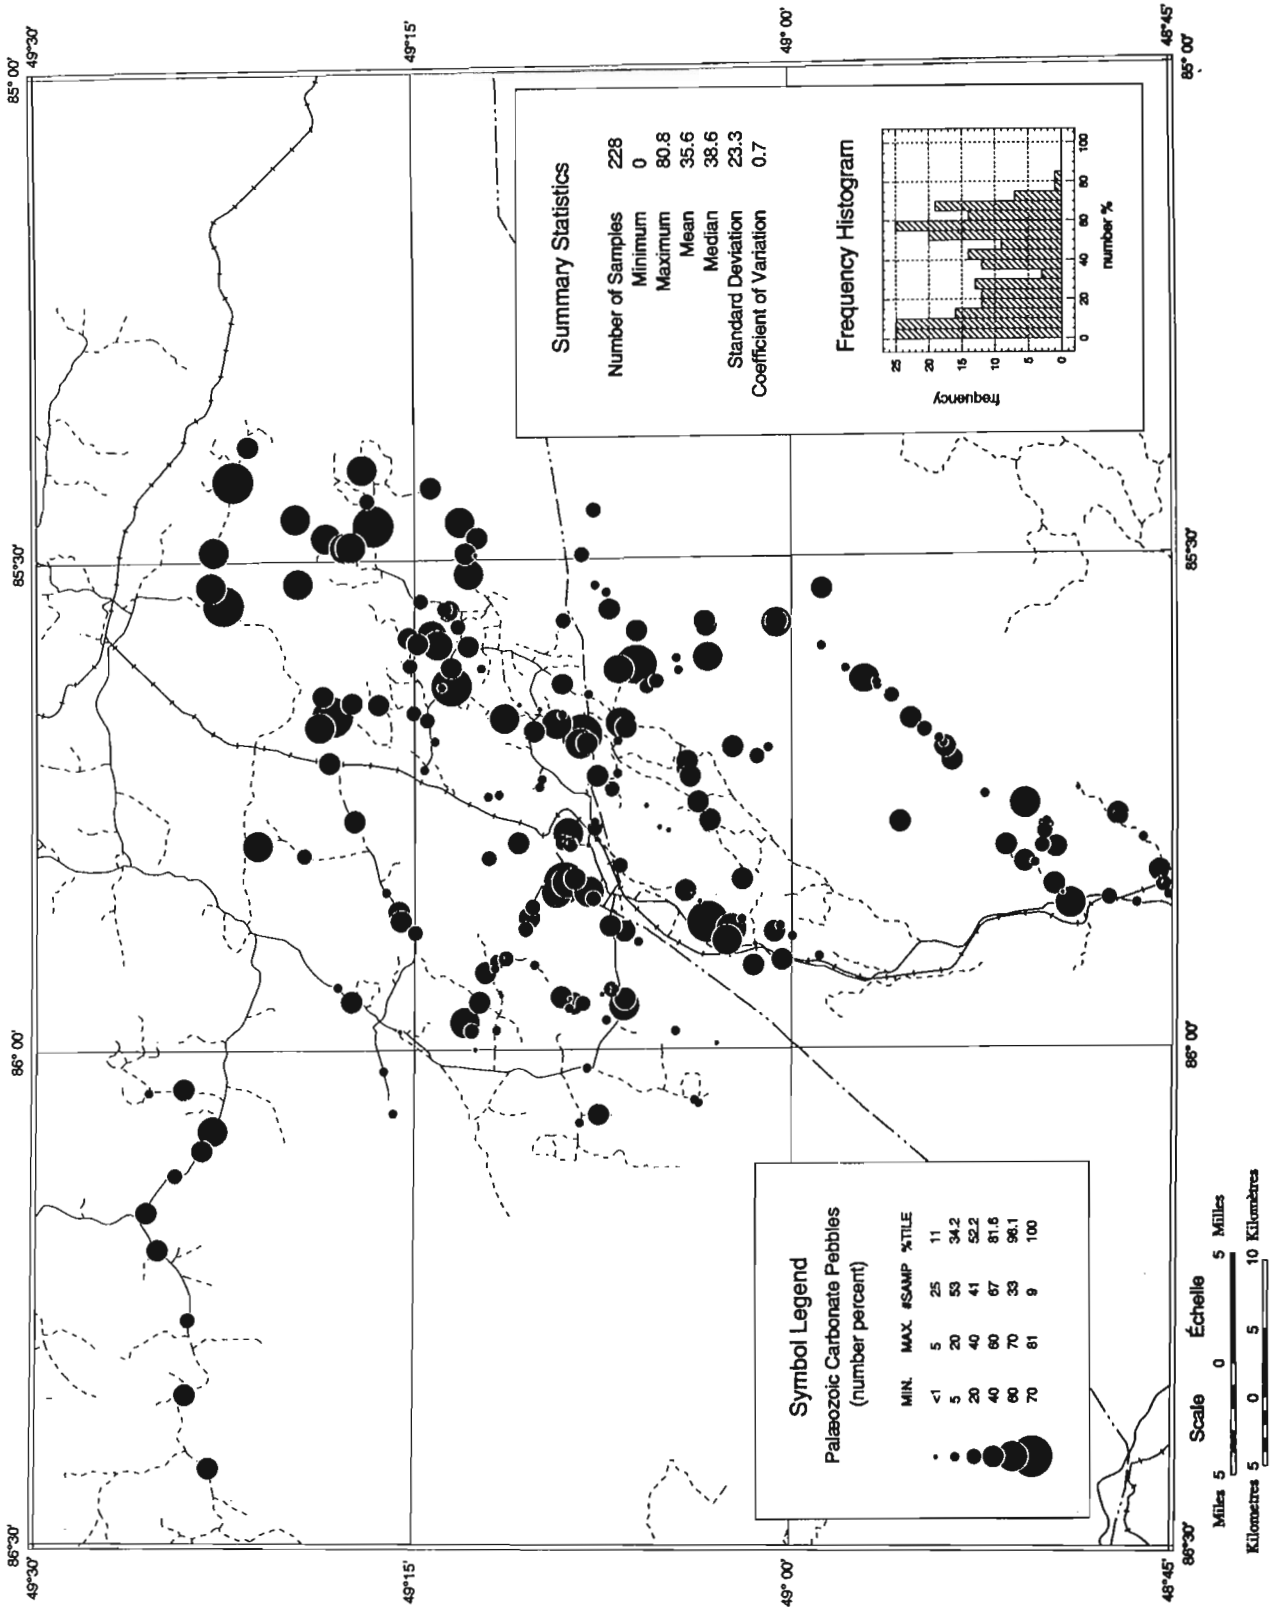 86°30'
86° 00'
85°30'
85° 00'
49°30'
49°30'
49°15'
49°15'
49° 00'
49° 00'
48°45'
48°45'
86°30'
86° 00'
85°30'
85° 00'
Summary Statistics
Number of Samples 228
Minimum 0
Maximum 80.8
Mean 35.6
Median 38.6
Standard Deviation 23.3
Coefficient of Variation 0.7
Frequency Histogram
frequency
25
20
15
10
5
0
0 20 40 60 80 100
number %
Symbol Legend
Palæozoic Carbonate Pebbles
(number percent)
MIN. MAX. #SAMP %TILE
<1 5 25 11
5 20 53 34.2
20 40 41 52.2
40 60 67 81.6
60 70 33 96.1
70 81 9 100
Scale Échelle
Miles 5 0 5 Milles
Kilometres 5 0 5 10 Kilomètres